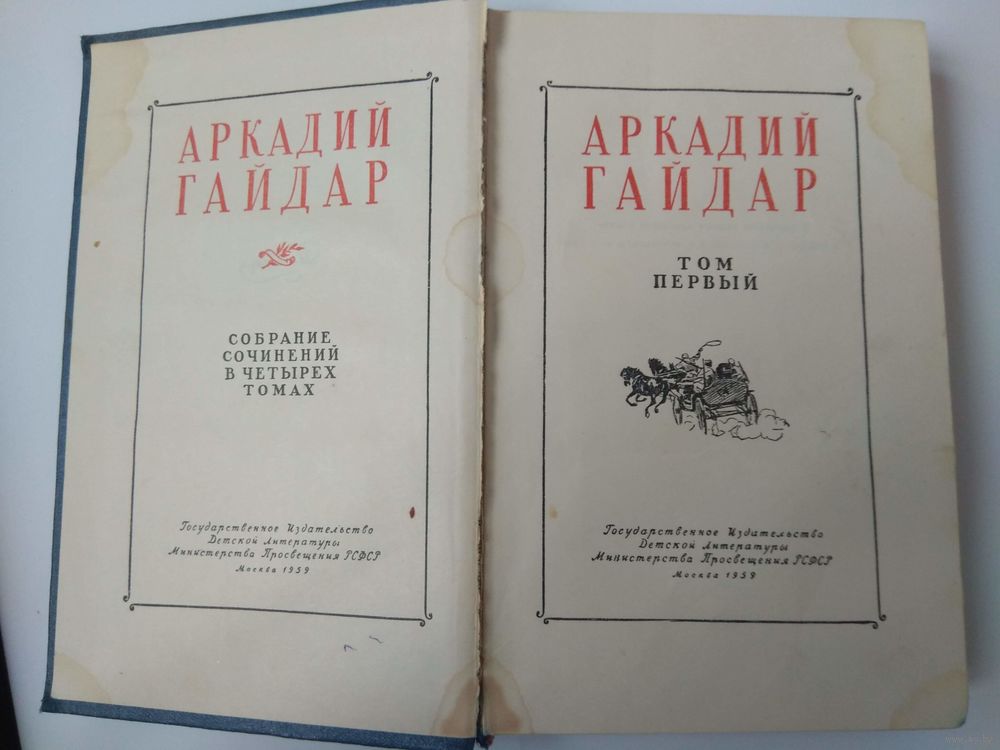 АРКАДИЙ
ГАЙДАР
СОБРАНИЕ
СОЧИНЕНИЙ
В ЧЕТЫРЕХ
ТОМАХ
Государственное Издательство
Детской Литературы
Министерства Просвещения РСФСР
Москва 1959
АРКАДИЙ
ГАЙДАР
ТОМ
ПЕРВЫЙ
Государственное Издательство
Детской Литературы
Министерства Просвещения РСФСР
Москва 1959